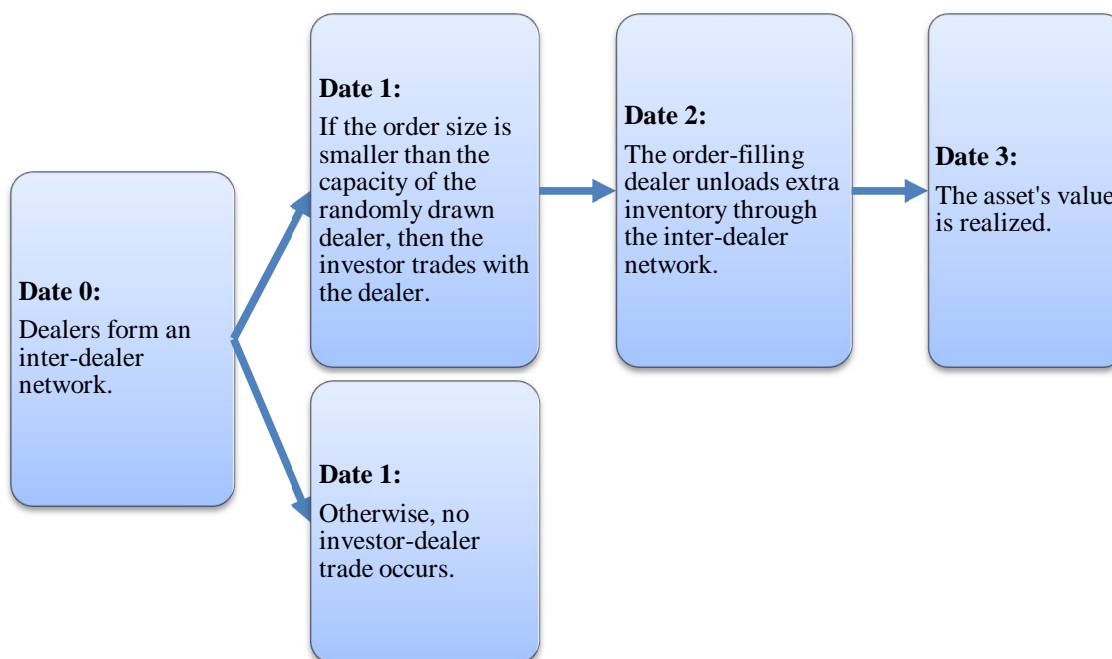 Date 0:
Dealers form an
inter-dealer
network.
Date 1:
If the order size is
smaller than the
capacity of the
randomly drawn
dealer, then the
investor trades with
the dealer.
Date 1:
Otherwise, no
investor-dealer
trade occurs.
Date 2:
The order-filling
dealer unloads extra
inventory through
the inter-dealer
network.
Date 3:
The asset's value
is realized.